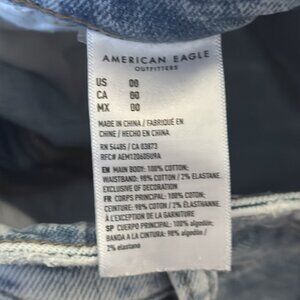 AMERICAN EAGLE
OUTFITTERS
US 00
CA 00
MX 00
MADE IN CHINA / FABRIQUÉ EN
CHINE / HECHO EN CHINA
RN 54485 / CA 03873
RFC# AEM120605U9A
EN MAIN BODY: 100% COTTON;
WAISTBAND: 98% COTTON / 2% ELASTANE.
EXCLUSIVE OF DECORATION
FR CORPS PRINCIPAL: 100% COTON;
CEINTURE: 98% COTON / 2% ÉLASTHANNE
À L'EXCEPTION DE LA GARNITURE
SP CUERPO PRINCIPAL: 100% algodón;
BANDA A LA CINTURA: 98% algodón /
2% elastano